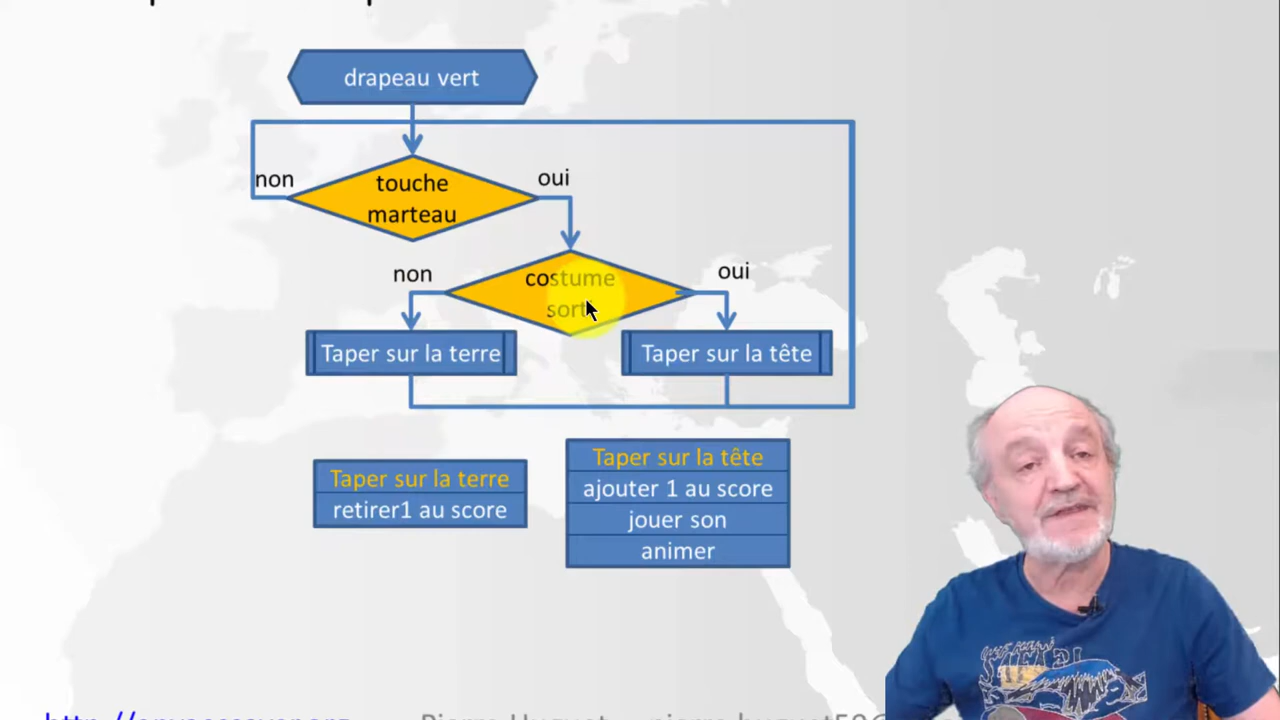 drapeau vert
non
oui
touche
marteau
non
oui
costume
Taper sur la terre
Taper sur la tête
Taper sur la terre
retirer1 au score
Taper sur la tête
ajouter 1 au score
jouer son
animer